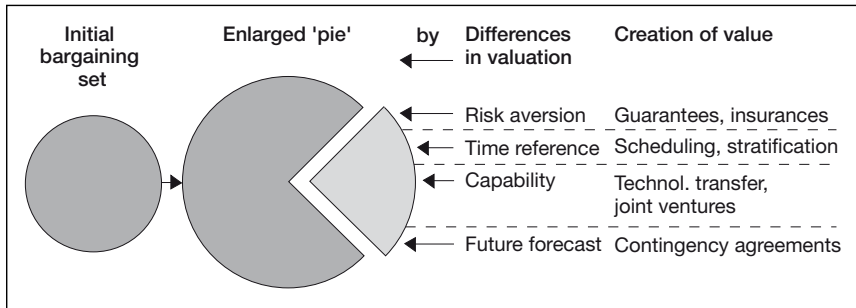 Initial
bargaining
set
Enlarged 'pie'
by
Differences
in valuation
Creation of value
Risk aversion
Guarantees, insurances
Time reference
Scheduling, stratification
Capability
Technol. transfer,
joint ventures
Future forecast
Contingency agreements